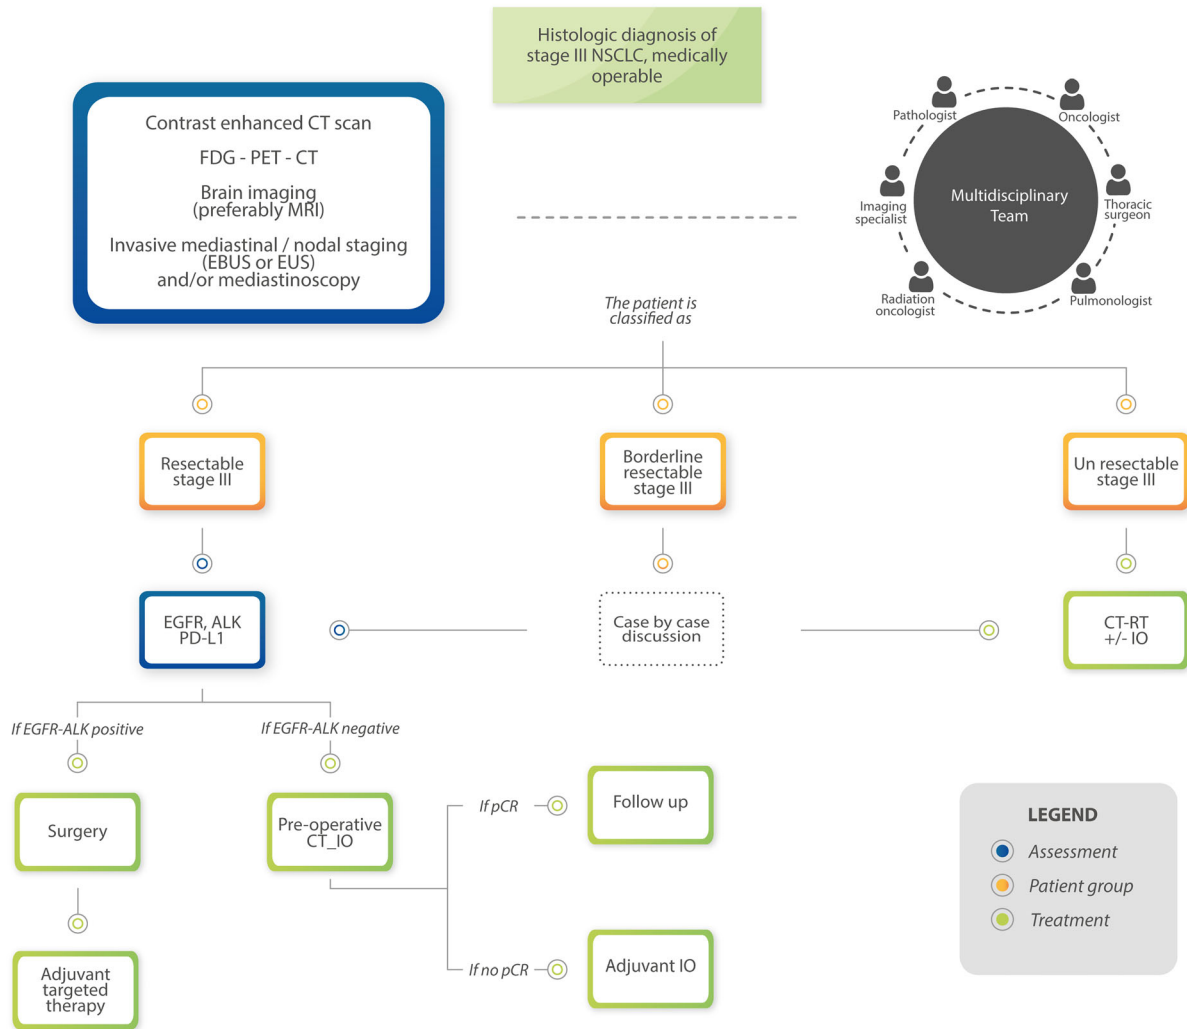 Histologic diagnosis of
stage III NSCLC, medically
operable
Contrast enhanced CT scan
FDG - PET - CT
Brain imaging
(preferably MRI)
Invasive mediastinal / nodal staging
(EBUS or EUS)
and/or mediastinoscopy
Pathologist
Oncologist
Imaging
specialist
Multidisciplinary
Team
Thoracic
surgeon
Radiation
oncologist
Pulmonologist
The patient is
classified as
Resectable
stage III
Borderline
resectable
stage III
Un resectable
stage III
EGFR, ALK
PD-L1
Case by case
discussion
CT-RT
+/- IO
If EGFR-ALK positive
If EGFR-ALK negative
Surgery
Pre-operative
CT_IO
If pCR
Follow up
If no pCR
Adjuvant IO
Adjuvant
targeted
therapy
LEGEND
Assessment
Patient group
Treatment